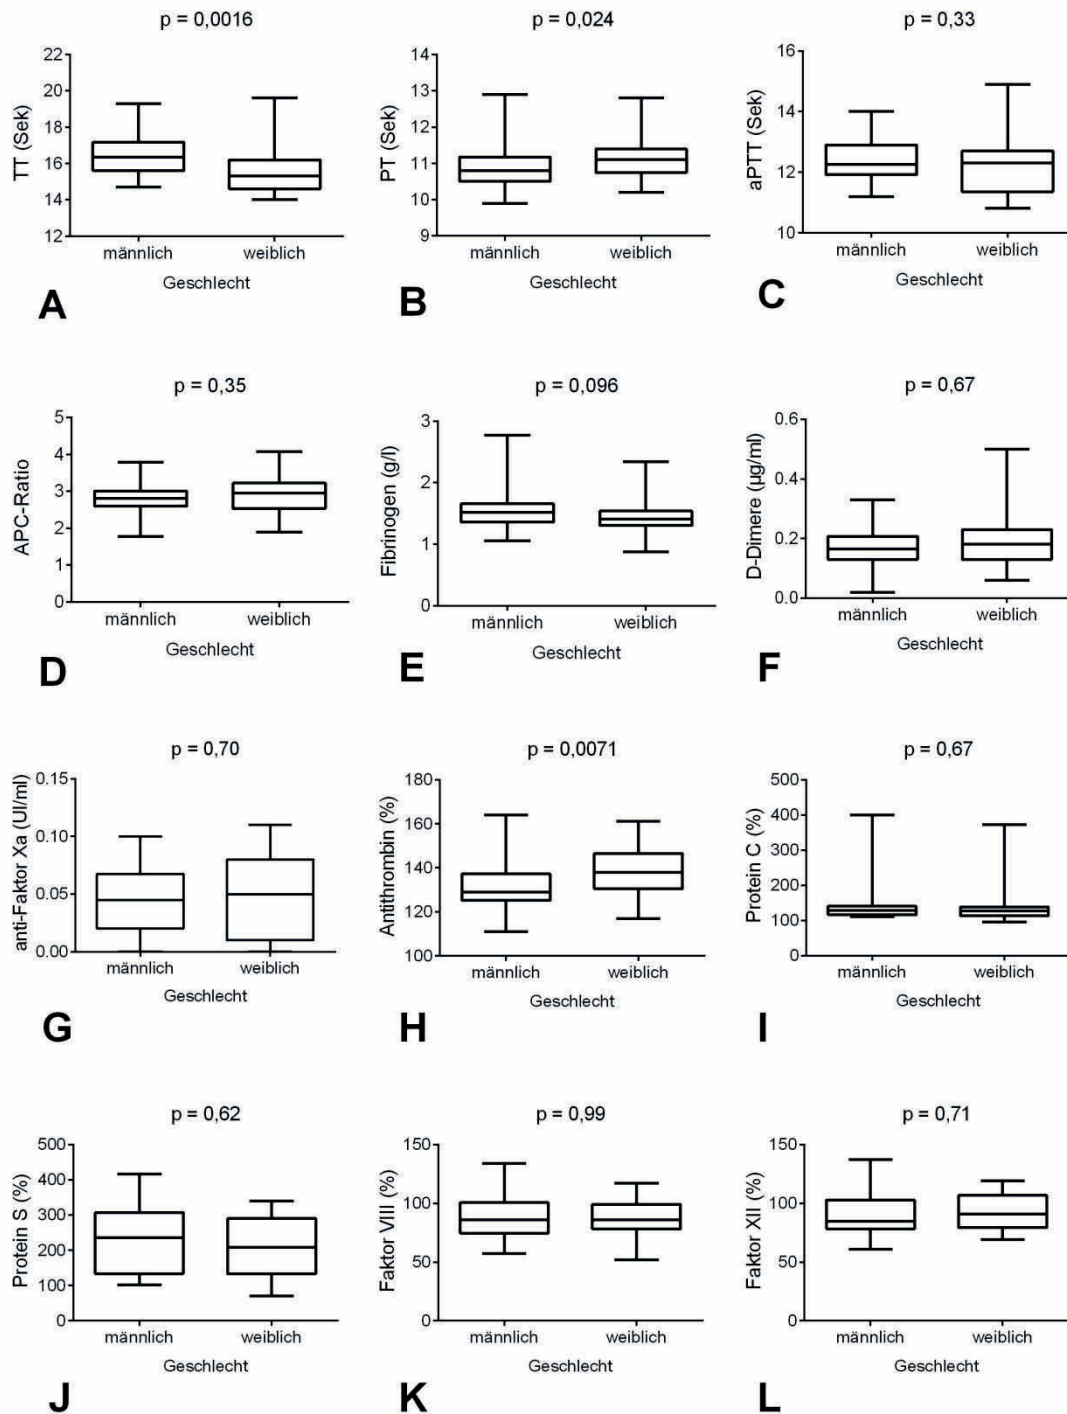 p = 0,0016
TT (Sek)
22
20
18
16
14
12
männlich weiblich
Geschlecht
A
p = 0,024
PT (Sek)
14
13
12
11
10
9
männlich weiblich
Geschlecht
B
p = 0,33
aPTT (Sek)
16
14
12
10
männlich weiblich
Geschlecht
C
p = 0,35
APC-Ratio
5
4
3
2
1
0
männlich weiblich
Geschlecht
D
p = 0,096
Fibrinogen (g/l)
3
2
1
0
männlich weiblich
Geschlecht
E
p = 0,67
D-Dimere (µg/ml)
0.6
0.4
0.2
0.0
männlich weiblich
Geschlecht
F
p = 0,70
anti-Faktor Xa (UI/ml)
0.15
0.10
0.05
0.00
männlich weiblich
Geschlecht
G
p = 0,0071
Antithrombin (%)
180
160
140
120
100
männlich weiblich
Geschlecht
H
p = 0,67
Protein C (%)
500
400
300
200
100
0
männlich weiblich
Geschlecht
I
p = 0,62
Protein S (%)
500
400
300
200
100
0
männlich weiblich
Geschlecht
J
p = 0,99
Faktor VIII (%)
150
100
50
0
männlich weiblich
Geschlecht
K
p = 0,71
Faktor XII (%)
150
100
50
0
männlich weiblich
Geschlecht
L